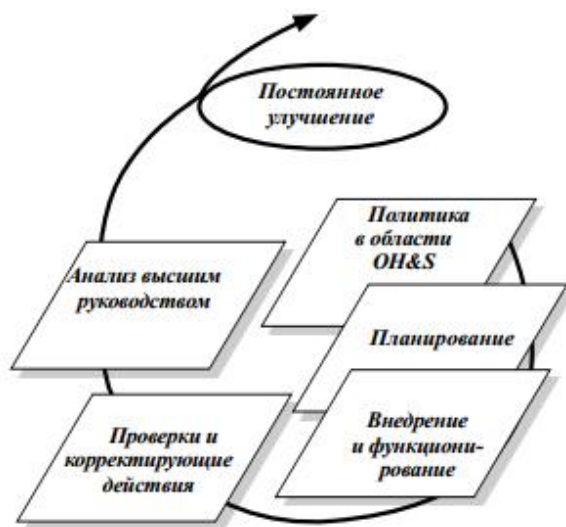 Постоянное
улучшение
Политика
в области
OH&S
Анализ высшим
руководством
Планирование
Внедрение
и функциони-
рование
Проверки и
корректирующие
действия